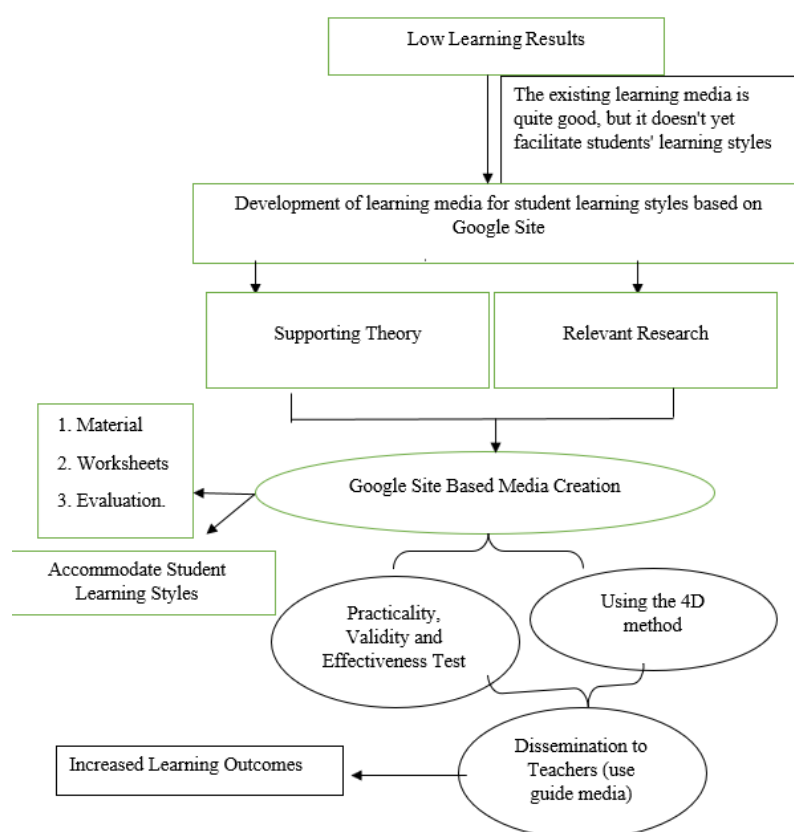 Low Learning Results
The existing learning media is
quite good, but it doesn't yet
facilitate students' learning styles
Development of learning media for student learning styles based on
Google Site
Supporting Theory
Relevant Research
1. Material
2. Worksheets
3. Evaluation.
Google Site Based Media Creation
Accommodate Student
Learning Styles
Practicality,
Validity and
Effectiveness Test
Using the 4D
method
Dissemination to
Teachers (use
guide media)
Increased Learning Outcomes